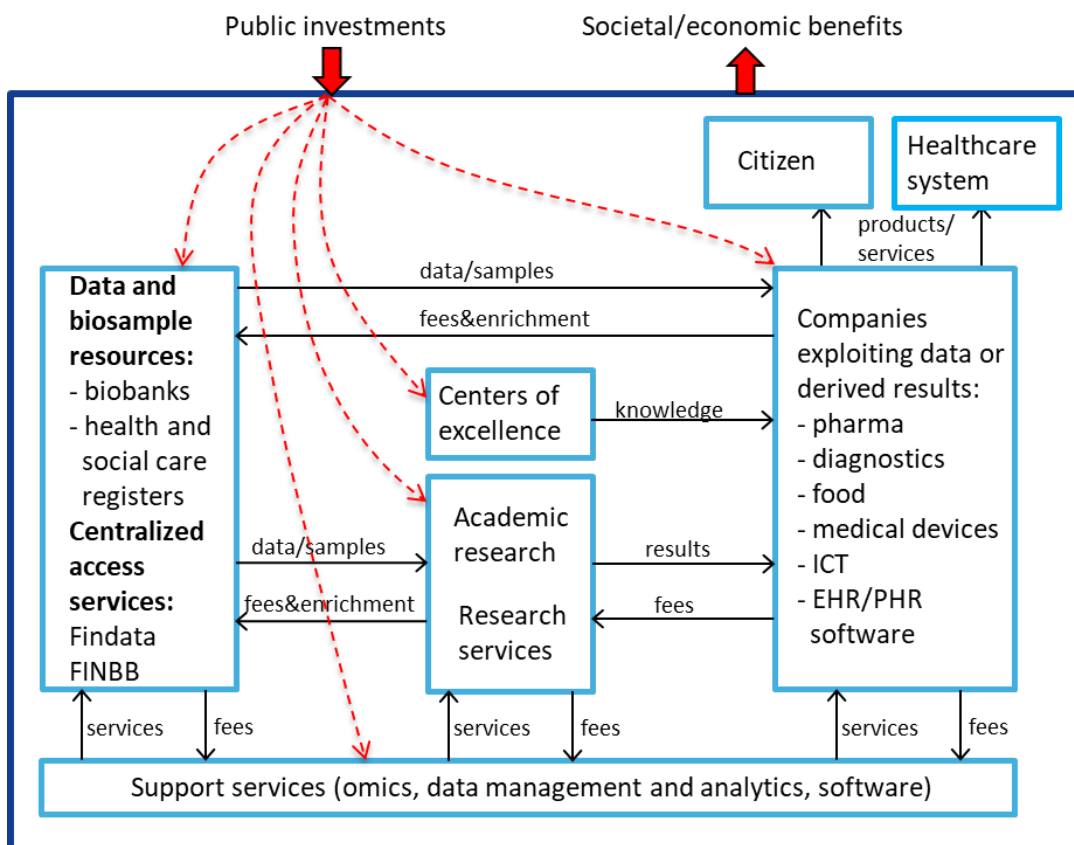 Public investments
Societal/economic benefits
Citizen
Healthcare
system
products/
services
Data and
biosample
resources:
- biobanks
- health and
social care
registers
Centralized
access
services:
Findata
FINBB
data/samples
fees&enrichment
Centers of
excellence
knowledge
data/samples
fees&enrichment
Academic
research
Research
services
results
fees
Companies
exploiting data or
derived results:
- pharma
- diagnostics
- food
- medical devices
- ICT
- EHR/PHR
software
services
fees
services
fees
services
fees
Support services (omics, data management and analytics, software)